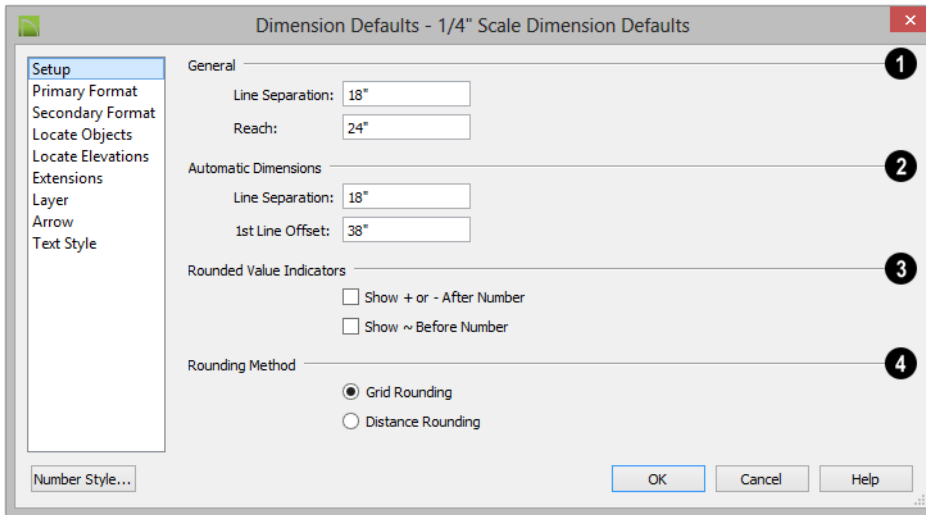 Dimension Defaults - 1/4" Scale Dimension Defaults
×
Setup
Primary Format
Secondary Format
Locate Objects
Locate Elevations
Extensions
Layer
Arrow
Text Style
General
1
Line Separation: 18"
Reach: 24"
Automatic Dimensions
2
Line Separation: 18"
1st Line Offset: 38"
Rounded Value Indicators
3
Show + or - After Number
Show ~ Before Number
Rounding Method
4
Grid Rounding
Distance Rounding
Number Style...
OK
Cancel
Help